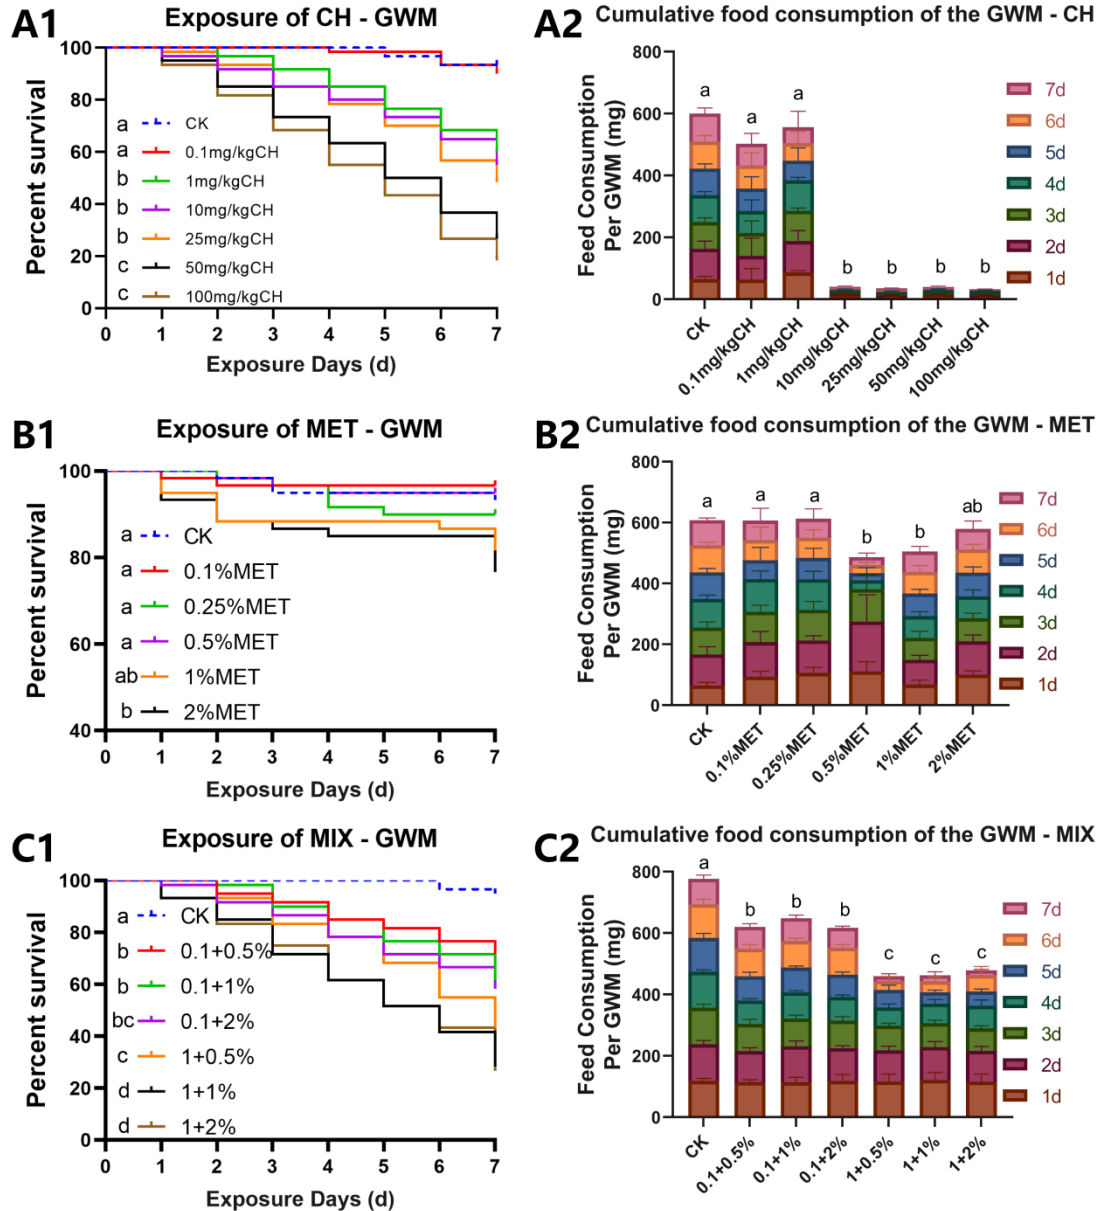 A1
Exposure of CH - GWM
Percent survival
100
80
60
40
20
0
a CK
a 0.1mg/kgCH
b 1mg/kgCH
b 10mg/kgCH
b 25mg/kgCH
c 50mg/kgCH
c 100mg/kgCH
0 1 2 3 4 5 6 7
Exposure Days (d)
A2
Cumulative food consumption of the GWM - CH
Feed Consumption
Per GWM (mg)
800
600
400
200
0
a a a b b b b
CK 0.1mg/kgCH 1mg/kgCH 10mg/kgCH 25mg/kgCH 50mg/kgCH 100mg/kgCH
7d
6d
5d
4d
3d
2d
1d
B1
Exposure of MET - GWM
Percent survival
100
80
60
40
a CK
a 0.1%MET
a 0.25%MET
a 0.5%MET
ab 1%MET
b 2%MET
0 1 2 3 4 5 6 7
Exposure Days (d)
B2
Cumulative food consumption of the GWM - MET
Feed Consumption
Per GWM (mg)
800
600
400
200
0
a a a b b ab
CK 0.1%MET 0.25%MET 0.5%MET 1%MET 2%MET
7d
6d
5d
4d
3d
2d
1d
C1
Exposure of MIX - GWM
Percent survival
100
80
60
40
20
0
a CK
b 0.1+0.5%
b 0.1+1%
bc 0.1+2%
c 1+0.5%
d 1+1%
d 1+2%
0 1 2 3 4 5 6 7
Exposure Days (d)
C2
Cumulative food consumption of the GWM - MIX
Feed Consumption
Per GWM (mg)
800
600
400
200
0
a b b b c c c
CK 0.1+0.5% 0.1+1% 0.1+2% 1+0.5% 1+1% 1+2%
7d
6d
5d
4d
3d
2d
1d